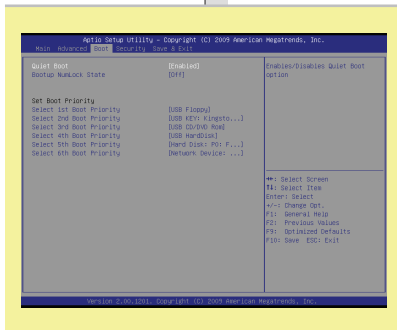 Aptio Setup Utility - Copyright (C) 2009 American Megatrends, Inc.
Main Advanced Boot Security Save & Exit
Quiet Boot [Enabled]
Bootup NumLock State [Off]
Set Boot Priority
Select 1st Boot Priority [USB Floppy]
Select 2nd Boot Priority [USB KEY: Kingsto...]
Select 3rd Boot Priority [USB CD/DVD Rom]
Select 4th Boot Priority [USB HardDisk]
Select 5th Boot Priority [Hard Disk: P0: F...]
Select 6th Boot Priority [Network Device: ...]
Enables/Disables Quiet Boot
option
↔: Select Screen
↑↓: Select Item
Enter: Select
+/-: Change Opt.
F1: General Help
F2: Previous Values
F9: Optimized Defaults
F10: Save ESC: Exit
Version 2.00.1201. Copyright (C) 2009 American Megatrends, Inc.